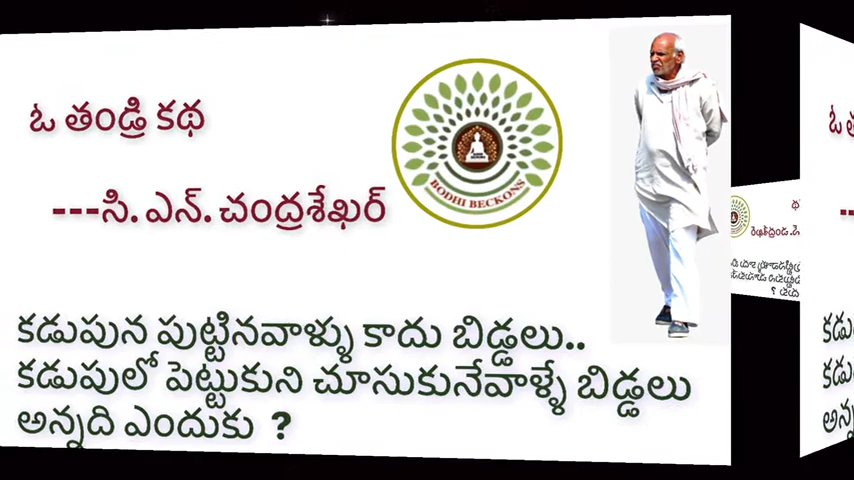 ఓ తండ్రి కథ
---సి. ఎన్. చంద్రశేఖర్
BODHI BECKONS
కడుపున పుట్టినవాళ్ళు కాదు బిడ్డలు..
కడుపులో పెట్టుకుని చూసుకునేవాళ్ళే బిడ్డలు
అన్నది ఎందుకు ?